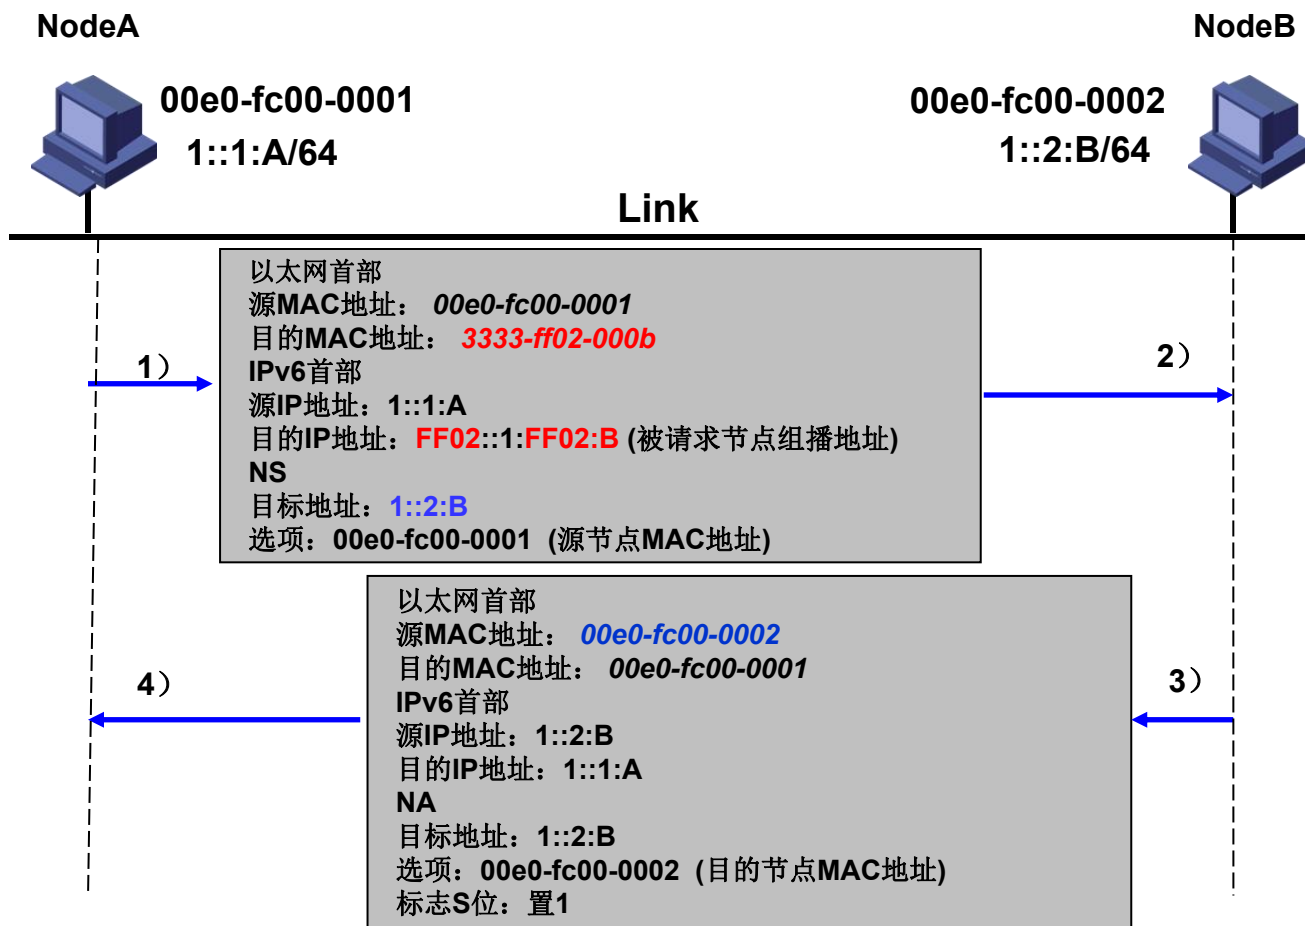 NodeA
NodeB
00e0-fc00-0001
1::1:A/64
00e0-fc00-0002
1::2:B/64
Link
以太网首部
源MAC地址： 00e0-fc00-0001
目的MAC地址： 3333-ff02-000b
IPv6首部
源IP地址：1::1:A
目的IP地址：FF02::1:FF02:B (被请求节点组播地址)
NS
目标地址：1::2:B
选项：00e0-fc00-0001 (源节点MAC地址)
1）
2）
以太网首部
源MAC地址： 00e0-fc00-0002
目的MAC地址： 00e0-fc00-0001
IPv6首部
源IP地址：1::2:B
目的IP地址：1::1:A
NA
目标地址：1::2:B
选项：00e0-fc00-0002 (目的节点MAC地址)
标志S位：置1
4）
3）